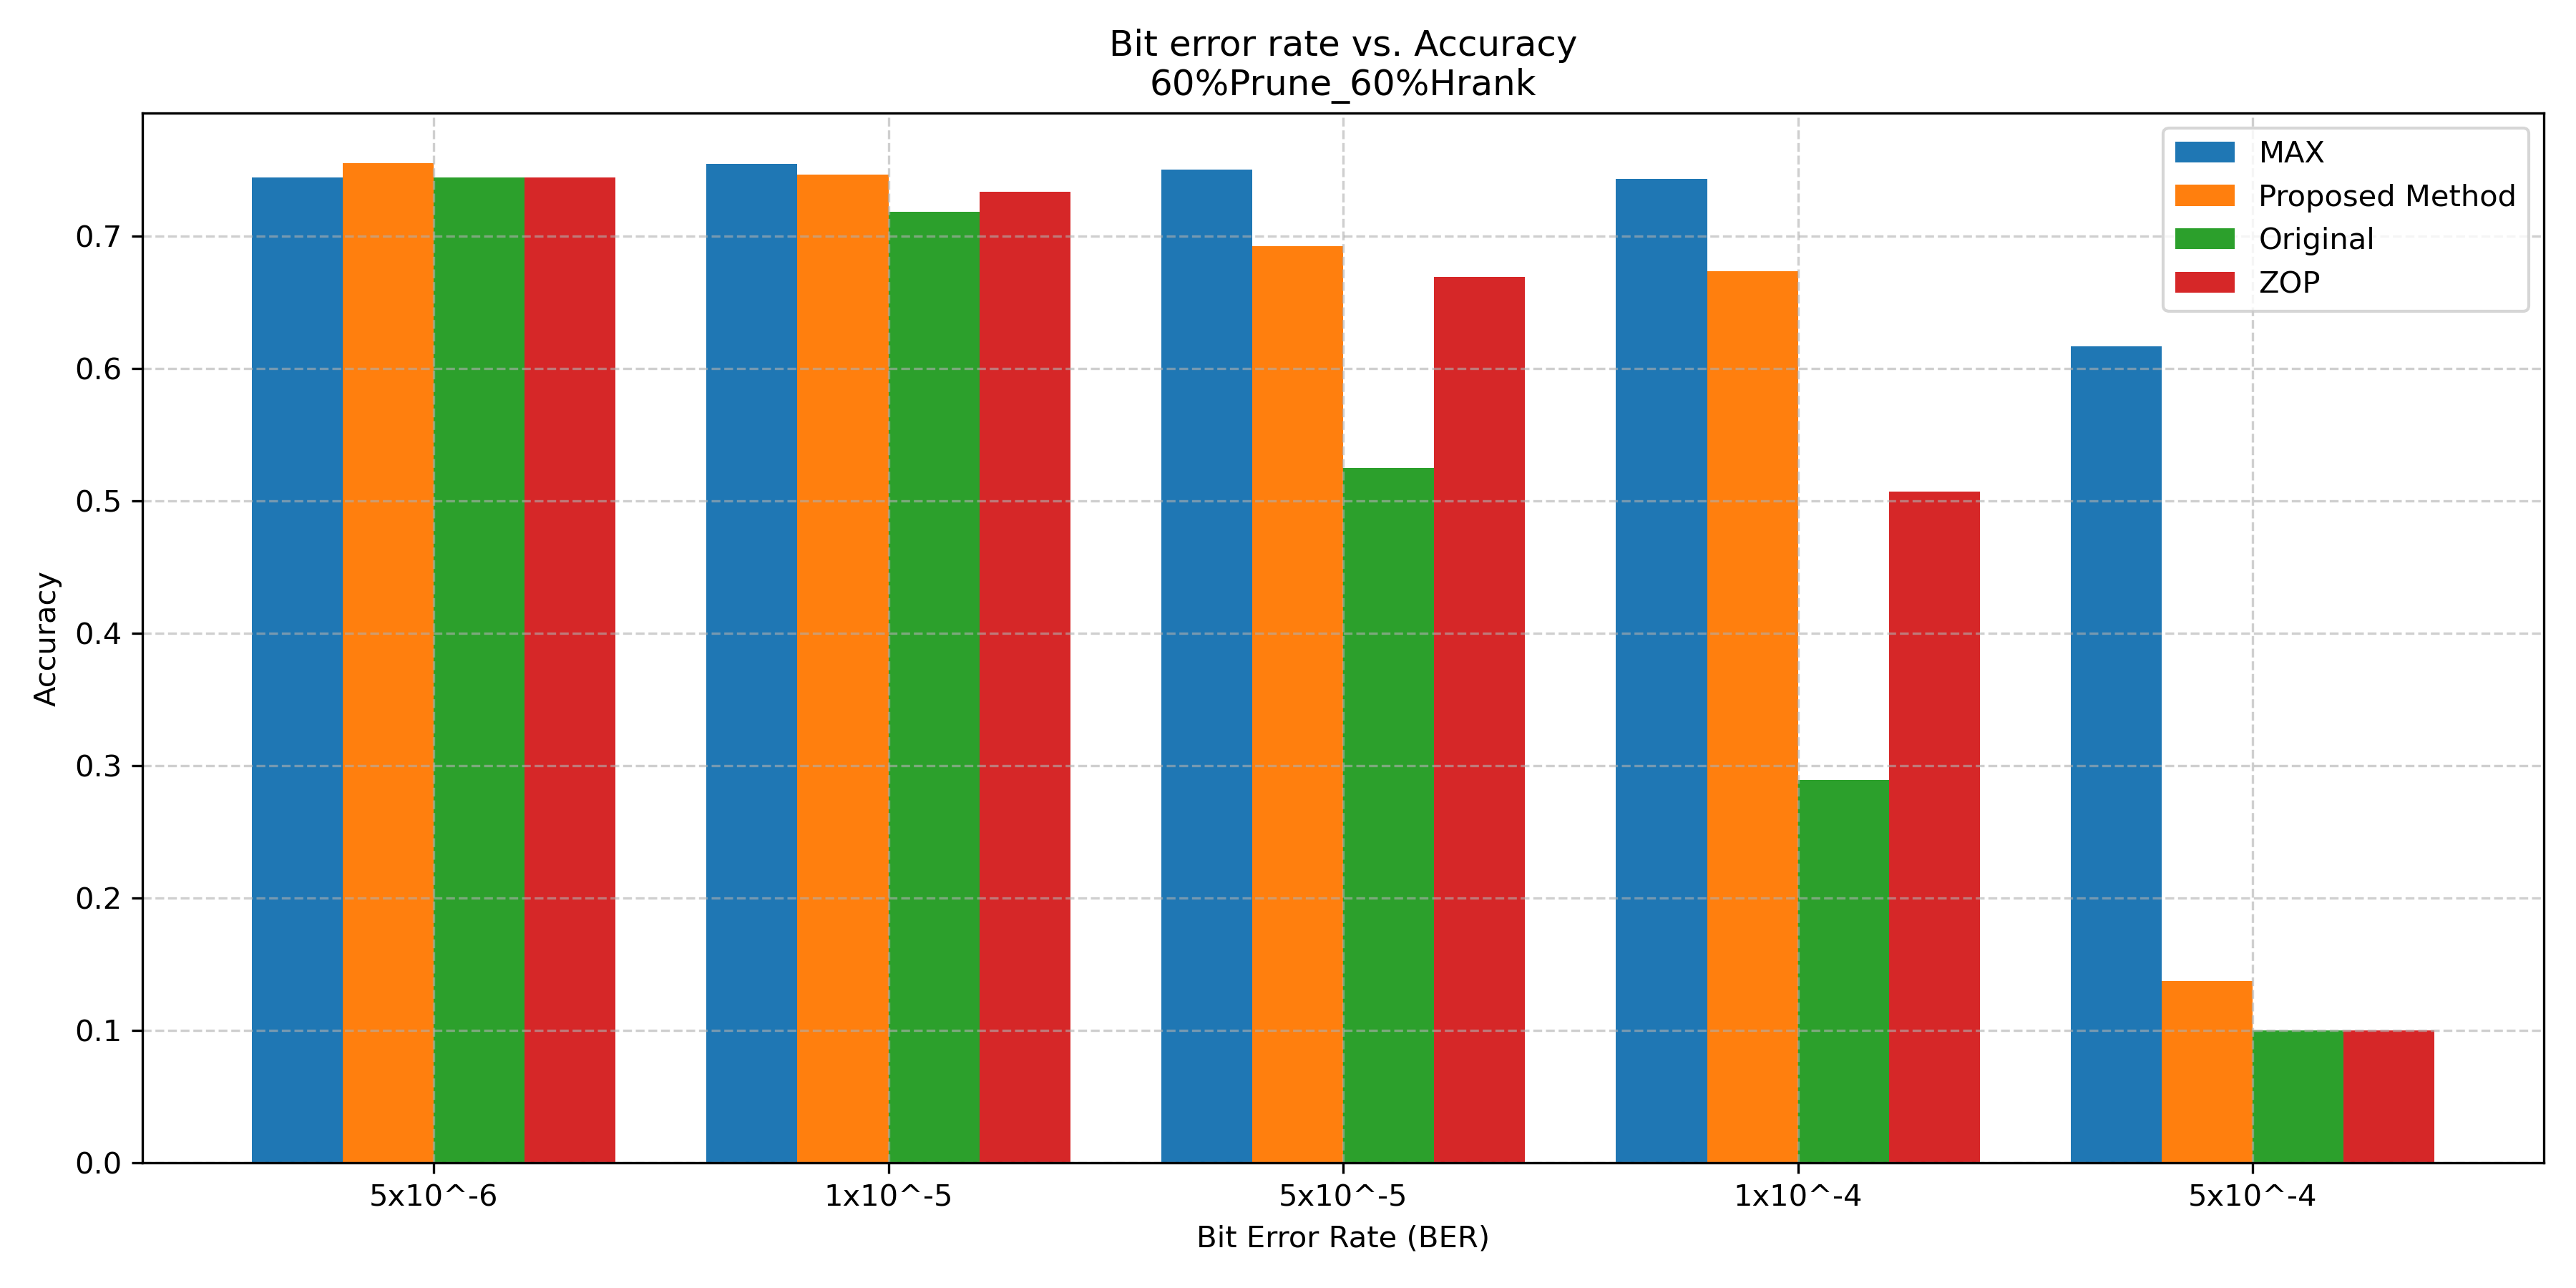 Bit error rate vs. Accuracy
60%Prune_60%Hrank
MAX
Proposed Method
Original
ZOP
Accuracy
0.7
0.6
0.5
0.4
0.3
0.2
0.1
0.0
5x10^-6 1x10^-5 5x10^-5 1x10^-4 5x10^-4
Bit Error Rate (BER)